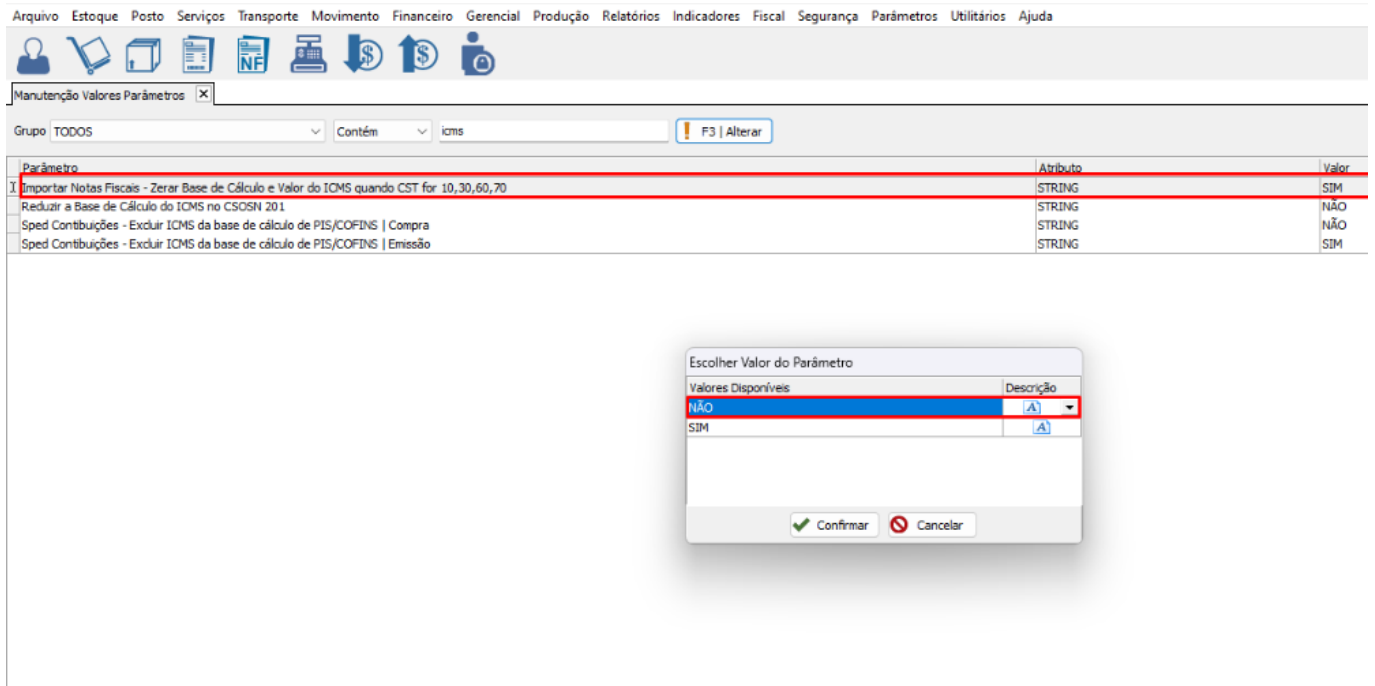 Arquivo Estoque Posto Serviços Transporte Movimento Financeiro Gerencial Produção Relatórios Indicadores Fiscal Segurança Parâmetros Utilitários Ajuda
NF
Manutenção Valores Parâmetros X
Grupo TODOS Contém icms F3 | Alterar
Parâmetro Atributo Valor
Importar Notas Fiscais - Zerar Base de Cálculo e Valor do ICMS quando CST for 10,30,60,70 STRING SIM
Reduzir a Base de Cálculo do ICMS no CSOSN 201 STRING NÃO
Sped Contibuições - Excluir ICMS da base de cálculo de PIS/COFINS | Compra STRING NÃO
Sped Contibuições - Excluir ICMS da base de cálculo de PIS/COFINS | Emissão STRING SIM
Escolher Valor do Parâmetro
Valores Disponíveis Descrição
NÃO A
SIM A
Confirmar Cancelar